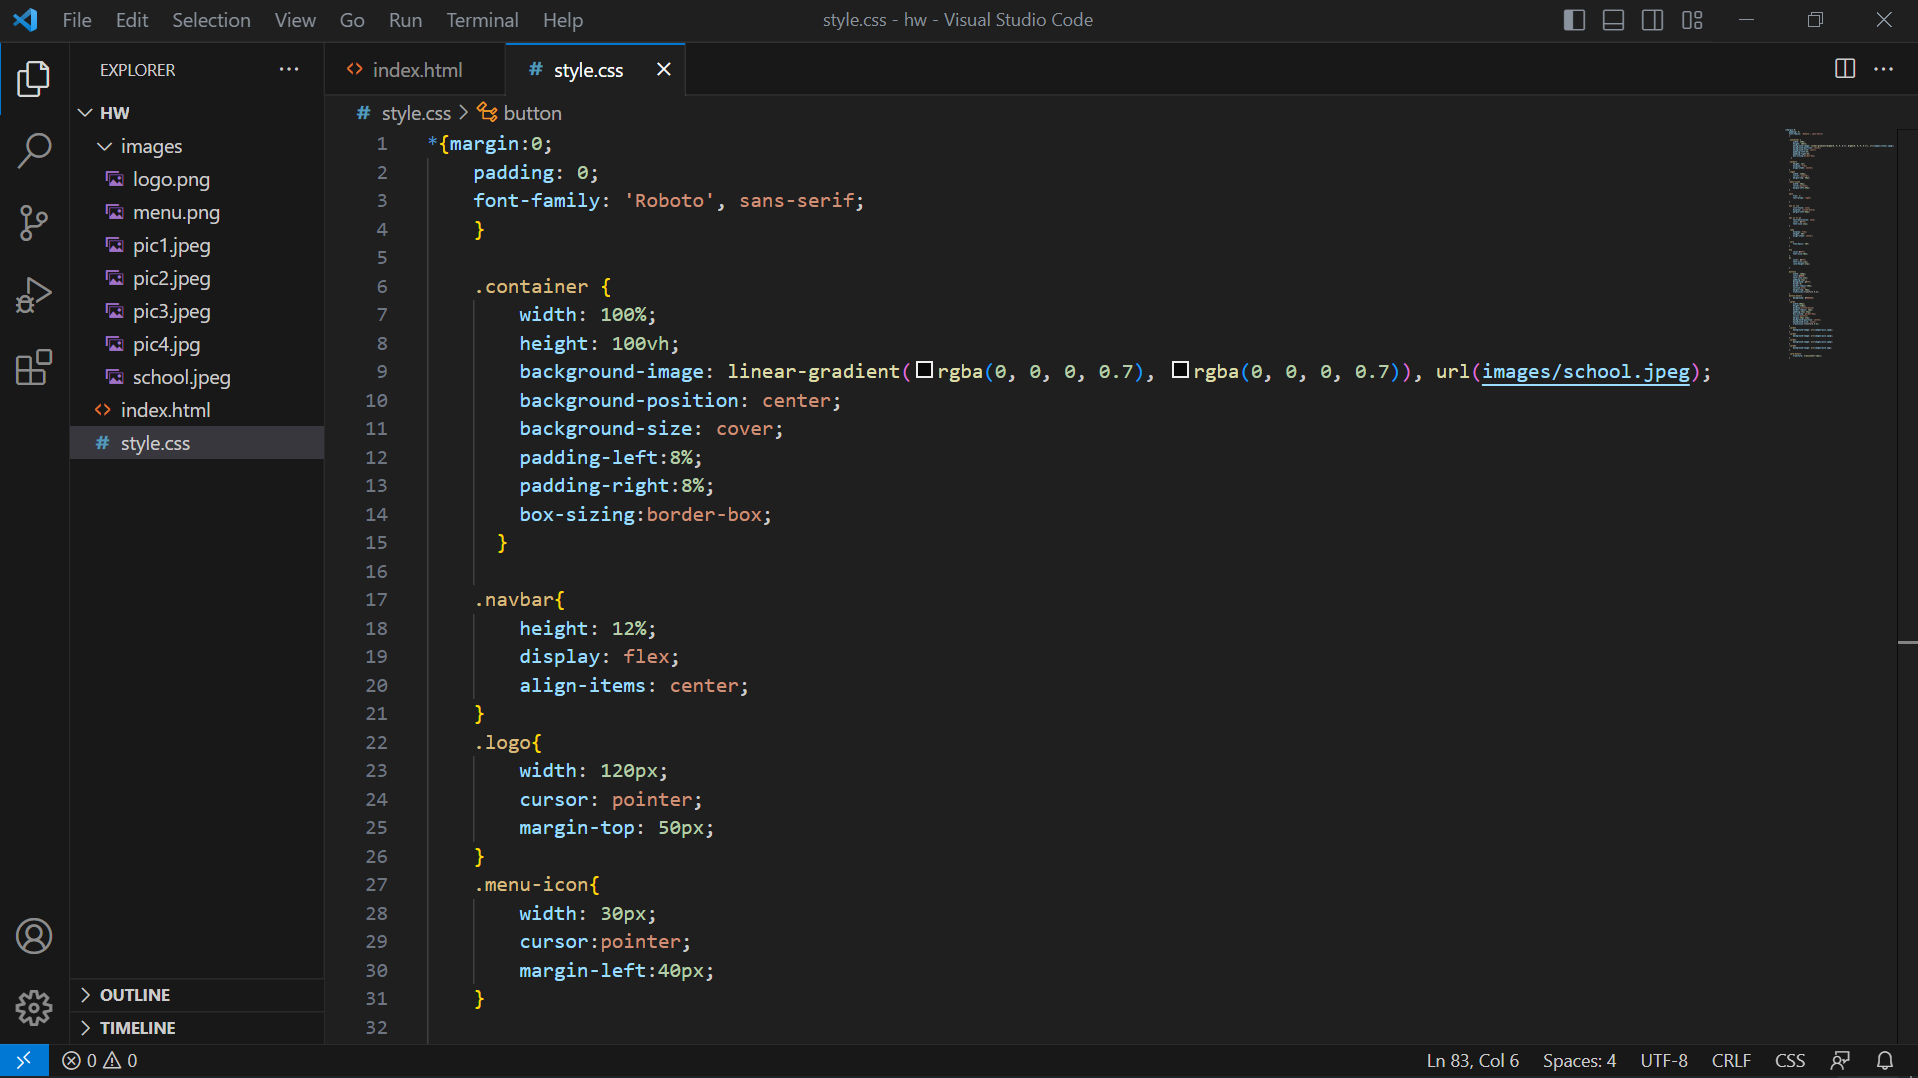 File Edit Selection View Go Run Terminal Help
style.css - hw - Visual Studio Code
EXPLORER
HW
images
logo.png
menu.png
pic1.jpeg
pic2.jpeg
pic3.jpeg
pic4.jpg
school.jpeg
index.html
# style.css
OUTLINE
TIMELINE
index.html
# style.css
# style.css > button
1 *{margin:0;
2 padding: 0;
3 font-family: 'Roboto', sans-serif;
4 }
5
6 .container {
7 width: 100%;
8 height: 100vh;
9 background-image: linear-gradient(rgba(0, 0, 0, 0.7), rgba(0, 0, 0, 0.7)), url(images/school.jpeg);
10 background-position: center;
11 background-size: cover;
12 padding-left:8%;
13 padding-right:8%;
14 box-sizing:border-box;
15 }
16
17 .navbar{
18 height: 12%;
19 display: flex;
20 align-items: center;
21 }
22 .logo{
23 width: 120px;
24 cursor: pointer;
25 margin-top: 50px;
26 }
27 .menu-icon{
28 width: 30px;
29 cursor:pointer;
30 margin-left:40px;
31 }
32
0 0
Ln 83, Col 6 Spaces: 4 UTF-8 CRLF CSS